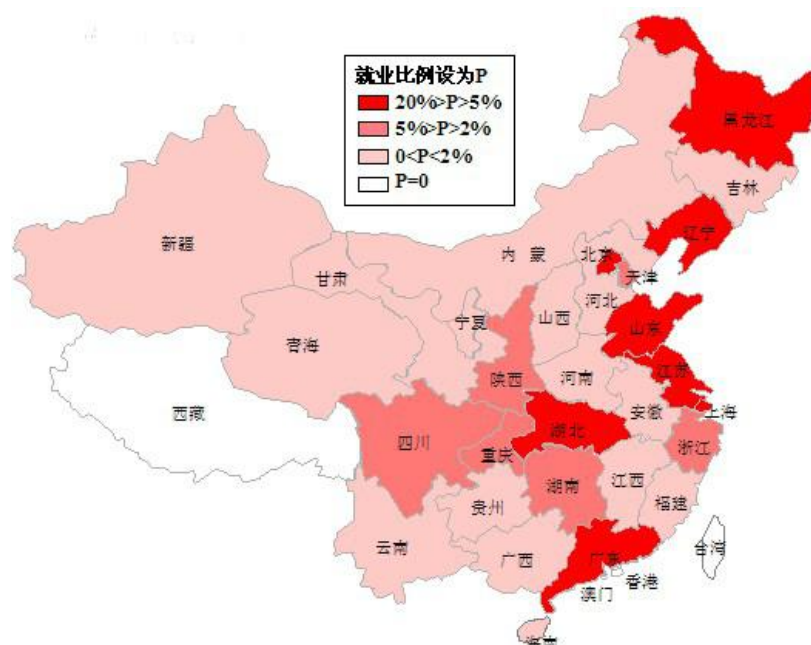 就业比例设为P
20%>P>5%
5%>P>2%
0<P<2%
P=0
黑龙江
吉林
辽宁
新疆
内 蒙
北京
天津
甘肃
河北
宁夏
山西
山东
青海
陕西
河南
江苏
西藏
安徽
上海
湖北
四川
重庆
浙江
湖南
江西
贵州
福建
云南
广西
广东
台湾
香港
澳门
海南